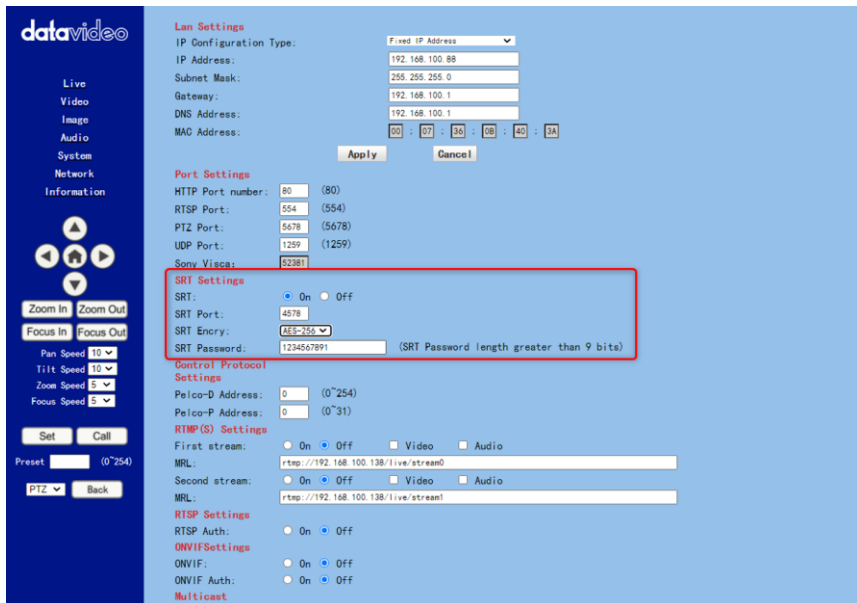 datavideo
Live
Video
Image
Audio
System
Network
Information
Zoom In Zoom Out
Focus In Focus Out
Pan Speed 10
Tilt Speed 10
Zoom Speed 5
Focus Speed 5
Set Call
Preset (0~254)
PTZ Back
Lan Settings
IP Configuration Type: Fixed IP Address
IP Address: 192.168.100.88
Subnet Mask: 255.255.255.0
Gateway: 192.168.100.1
DNS Address: 192.168.100.1
MAC Address: 00 : 07 : 36 : 0B : 40 : 3A
Apply Cancel
Port Settings
HTTP Port number: 80 (80)
RTSP Port: 554 (554)
PTZ Port: 5678 (5678)
UDP Port: 1259 (1259)
Sony Visca: 52381
SRT Settings
SRT: On Off
SRT Port: 4578
SRT Encry: AES-256
SRT Password: 1234567891 (SRT Password length greater than 9 bits)
Control Protocol
Settings
Pelco-D Address: 0 (0~254)
Pelco-P Address: 0 (0~31)
RTMP(S) Settings
First stream: On Off Video Audio
MRL: rtmp://192.168.100.138/live/stream0
Second stream: On Off Video Audio
MRL: rtmp://192.168.100.138/live/stream1
RTSP Settings
RTSP Auth: On Off
ONVIFSettings
ONVIF: On Off
ONVIF Auth: On Off
Multicast